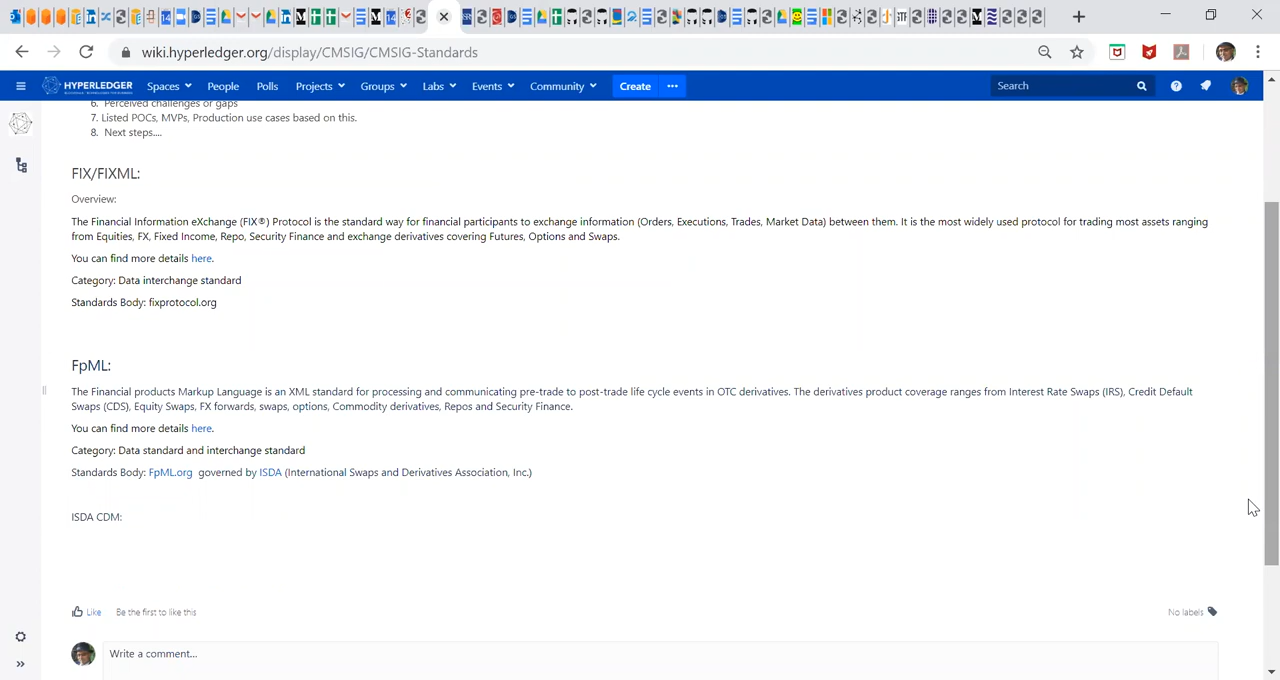 wiki.hyperledger.org/display/CMSIG/CMSIG-Standards
HYPERLEDGER Spaces People Polls Projects Groups Labs Events Community Create ... Search
6. Perceived challenges or gaps
7. Listed POCs, MVPs, Production use cases based on this.
8. Next steps....
FIX/FIXML:
Overview:
The Financial Information eXchange (FIX®) Protocol is the standard way for financial participants to exchange information (Orders, Executions, Trades, Market Data) between them. It is the most widely used protocol for trading most assets ranging
from Equities, FX, Fixed Income, Repo, Security Finance and exchange derivatives covering Futures, Options and Swaps.
You can find more details here.
Category: Data interchange standard
Standards Body: fixprotocol.org
FpML:
The Financial products Markup Language is an XML standard for processing and communicating pre-trade to post-trade life cycle events in OTC derivatives. The derivatives product coverage ranges from Interest Rate Swaps (IRS), Credit Default
Swaps (CDS), Equity Swaps, FX forwards, swaps, options, Commodity derivatives, Repos and Security Finance.
You can find more details here.
Category: Data standard and interchange standard
Standards Body: FpML.org governed by ISDA (International Swaps and Derivatives Association, Inc.)
ISDA CDM:
Like Be the first to like this No labels
Write a comment...